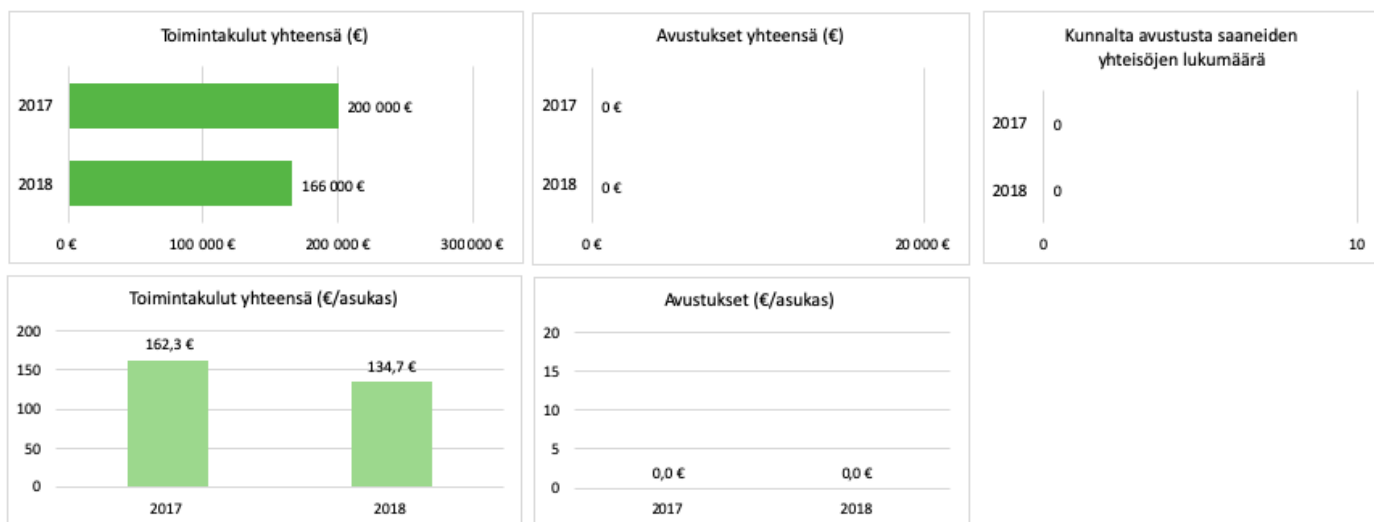 Toimintakulut yhteensä (€)
2017
200 000 €
2018
166 000 €
0 €
100 000 €
200 000 €
300 000 €
Avustukset yhteensä (€)
2017
0 €
2018
0 €
0 €
20 000 €
Kunnalta avustusta saaneiden
yhteisöjen lukumäärä
2017
0
2018
0
0
10
Toimintakulut yhteensä (€/asukas)
200
150
100
50
0
162,3 €
134,7 €
2017
2018
Avustukset (€/asukas)
20
15
10
5
0
0,0 €
0,0 €
2017
2018